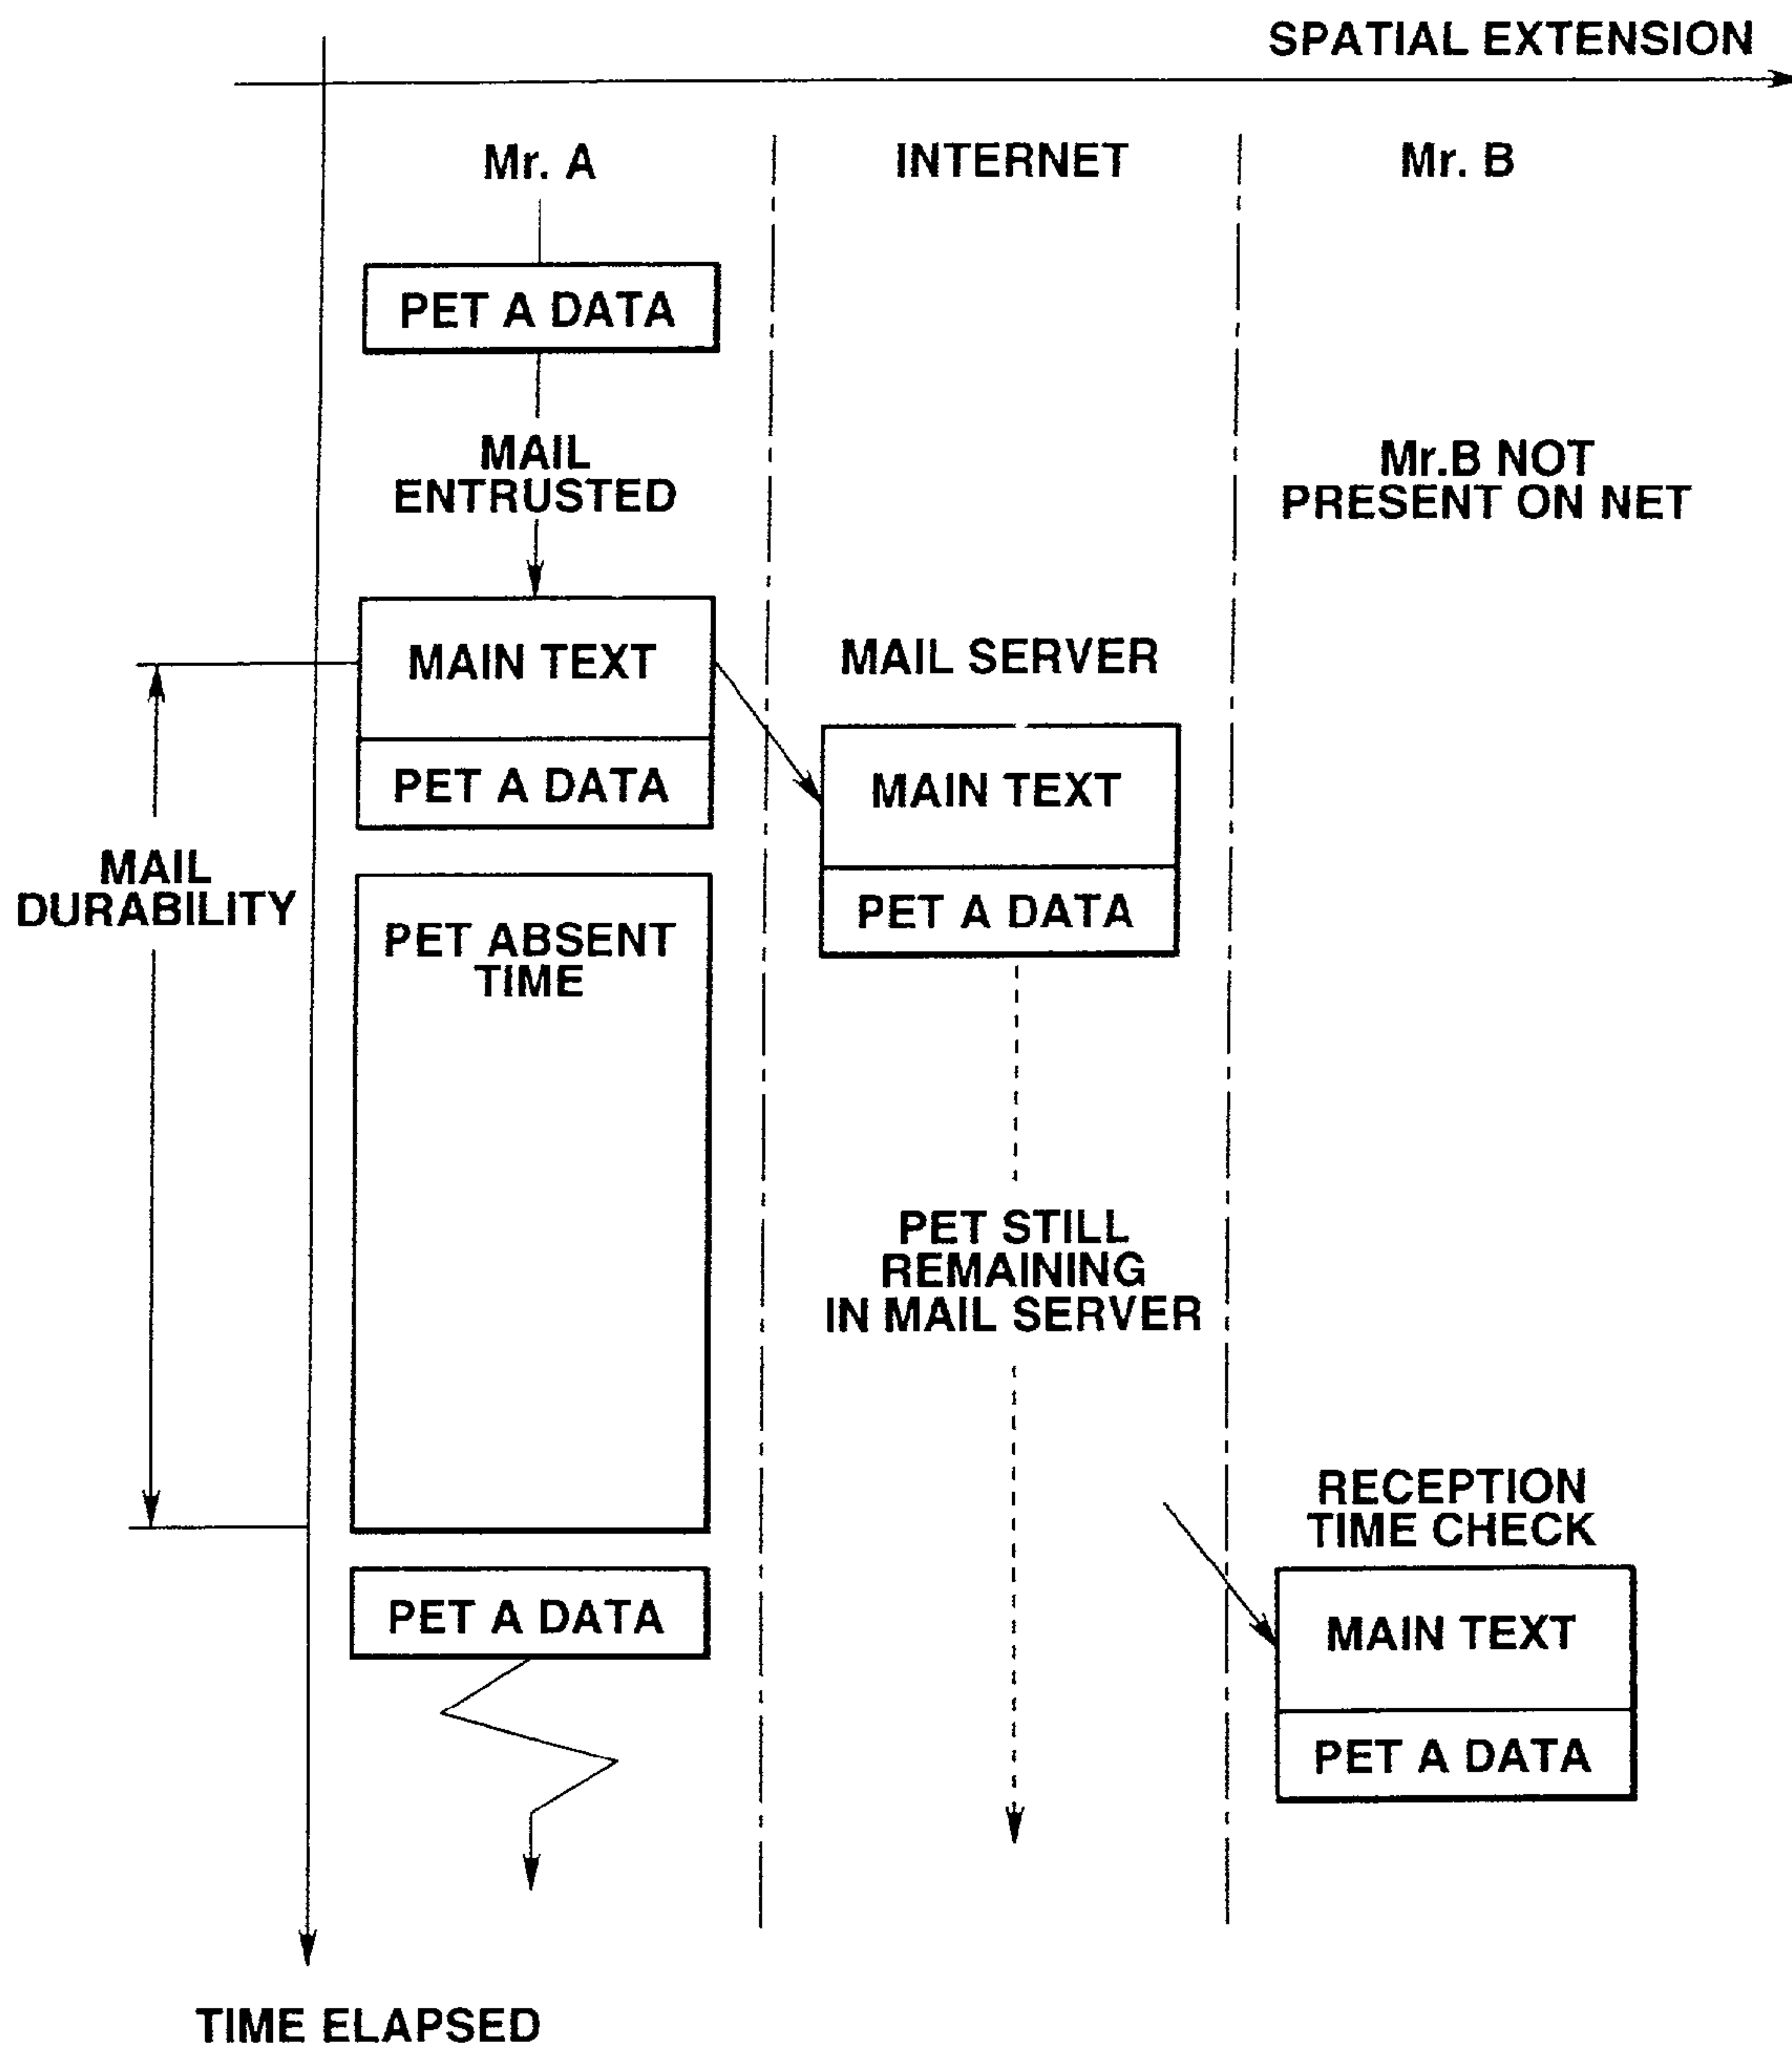 SPATIAL EXTENSION
Mr. A
INTERNET
Mr. B
PET A DATA
MAIL
ENTRUSTED
Mr.B NOT
PRESENT ON NET
MAIN TEXT
PET A DATA
MAIL SERVER
MAIN TEXT
PET A DATA
MAIL
DURABILITY
PET ABSENT
TIME
PET STILL
REMAINING
IN MAIL SERVER
RECEPTION
TIME CHECK
MAIN TEXT
PET A DATA
PET A DATA
TIME ELAPSED